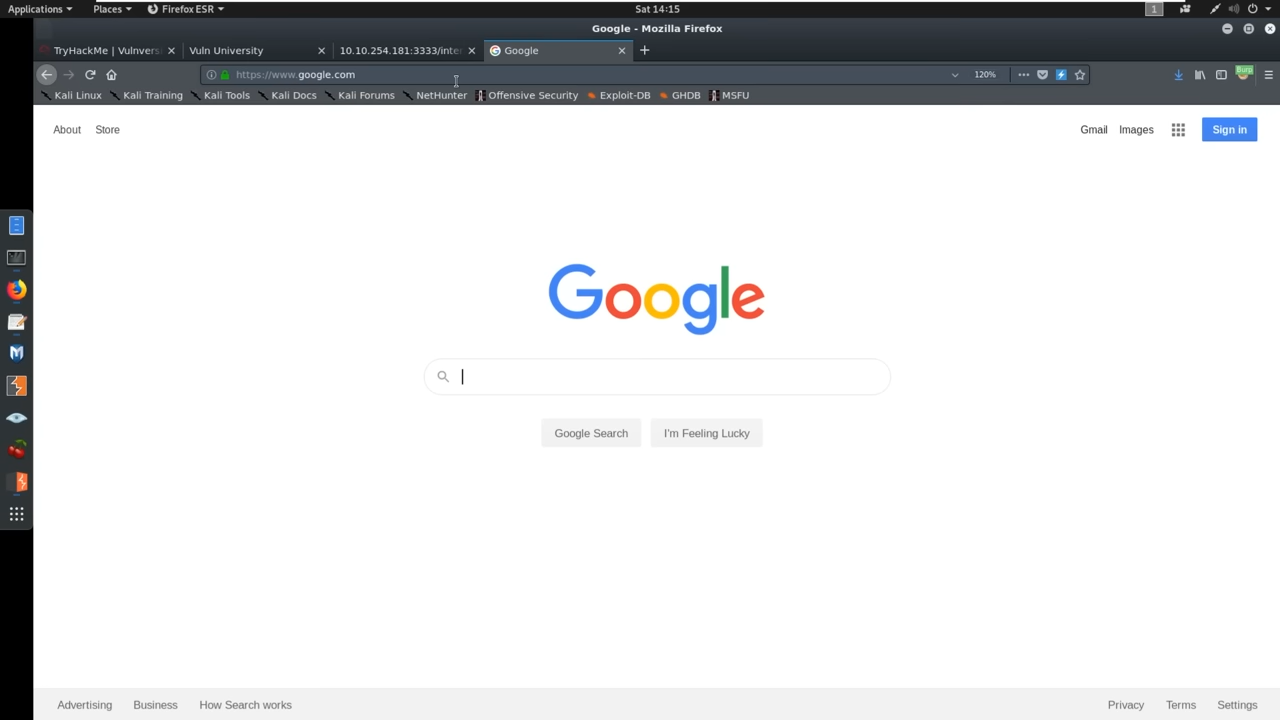 Applications Places Firefox ESR Sat 14:15 1
Google - Mozilla Firefox
TryHackMe | Vulnvers Vuln University 10.10.254.181:3333/inter Google
https://www.google.com 120% Burp
Kali Linux Kali Training Kali Tools Kali Docs Kali Forums NetHunter Offensive Security Exploit-DB GHDB MSFU
About Store Gmail Images Sign in
Google
Google Search I'm Feeling Lucky
Advertising Business How Search works Privacy Terms Settings